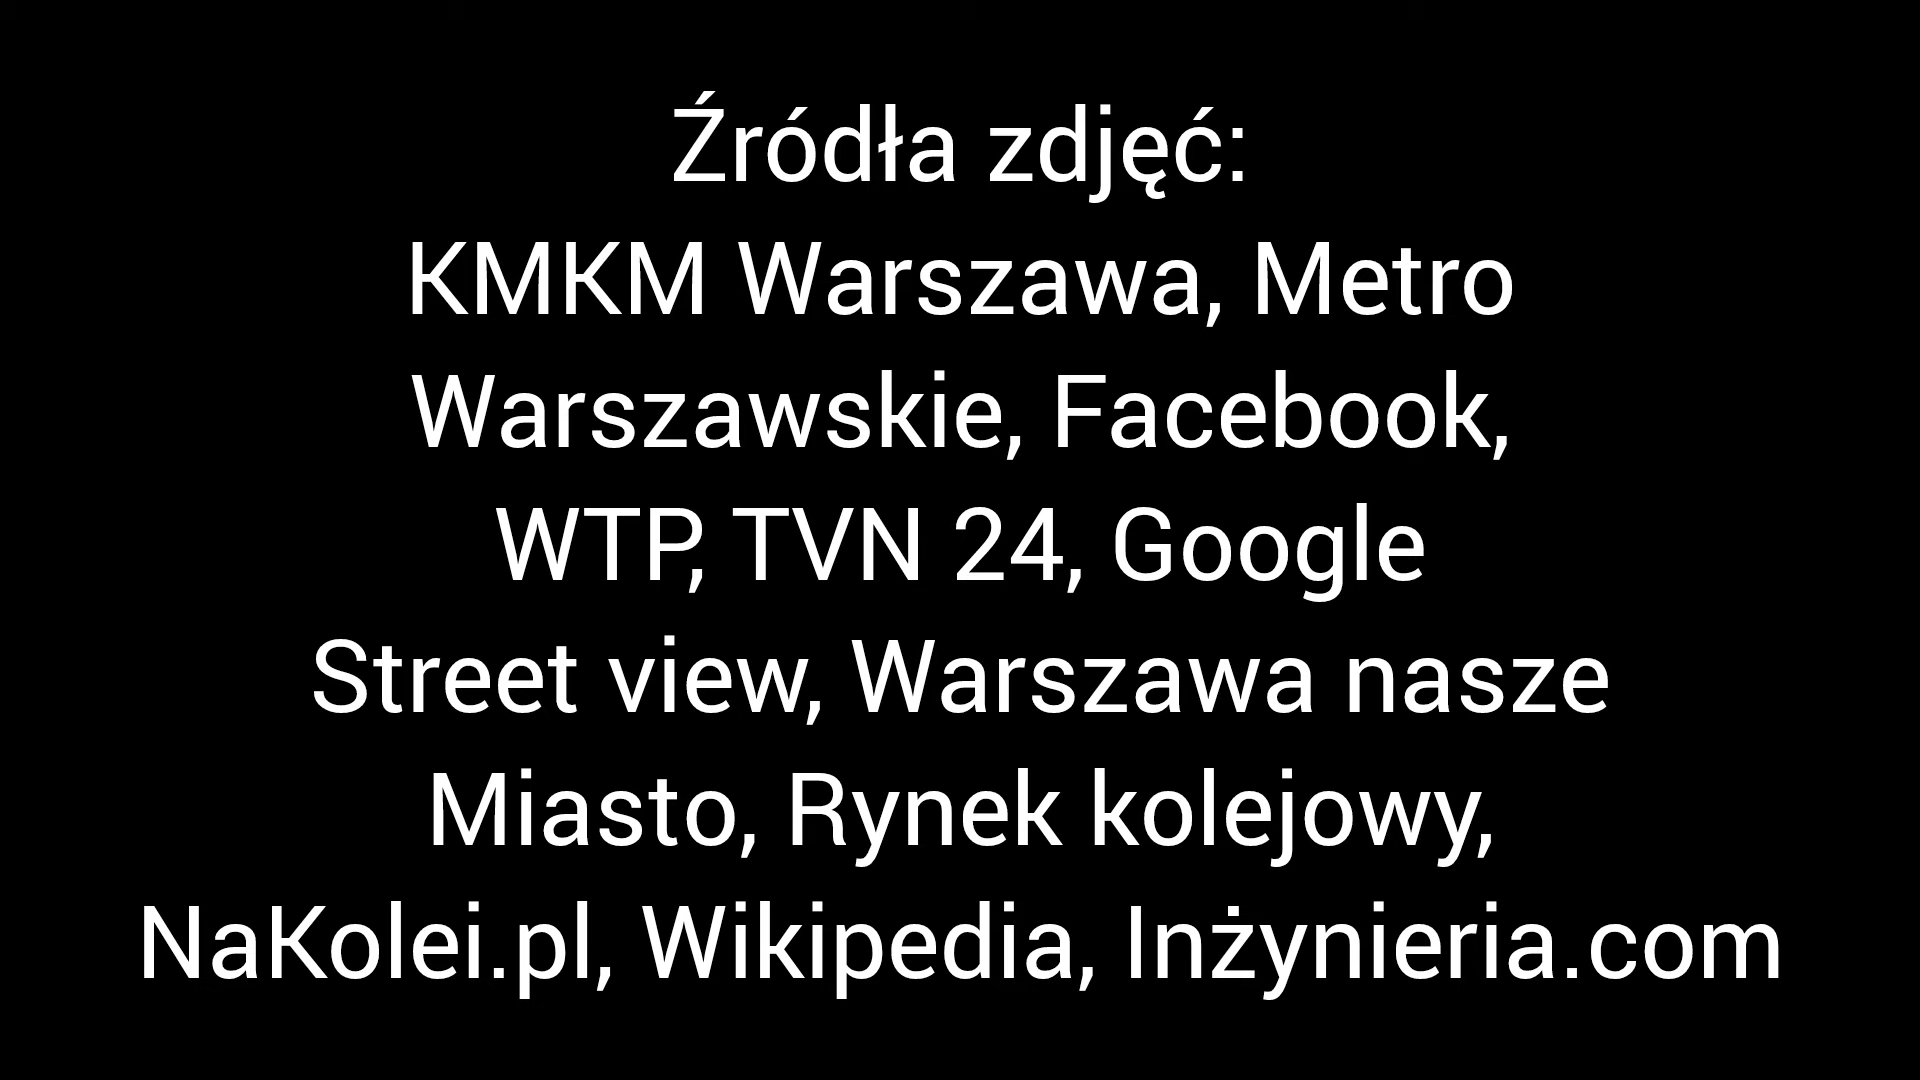 Źródła zdjęć:
KMKM Warszawa, Metro
Warszawskie, Facebook,
WTP, TVN 24, Google
Street view, Warszawa nasze
Miasto, Rynek kolejowy,
NaKolei.pl, Wikipedia, Inżynieria.com